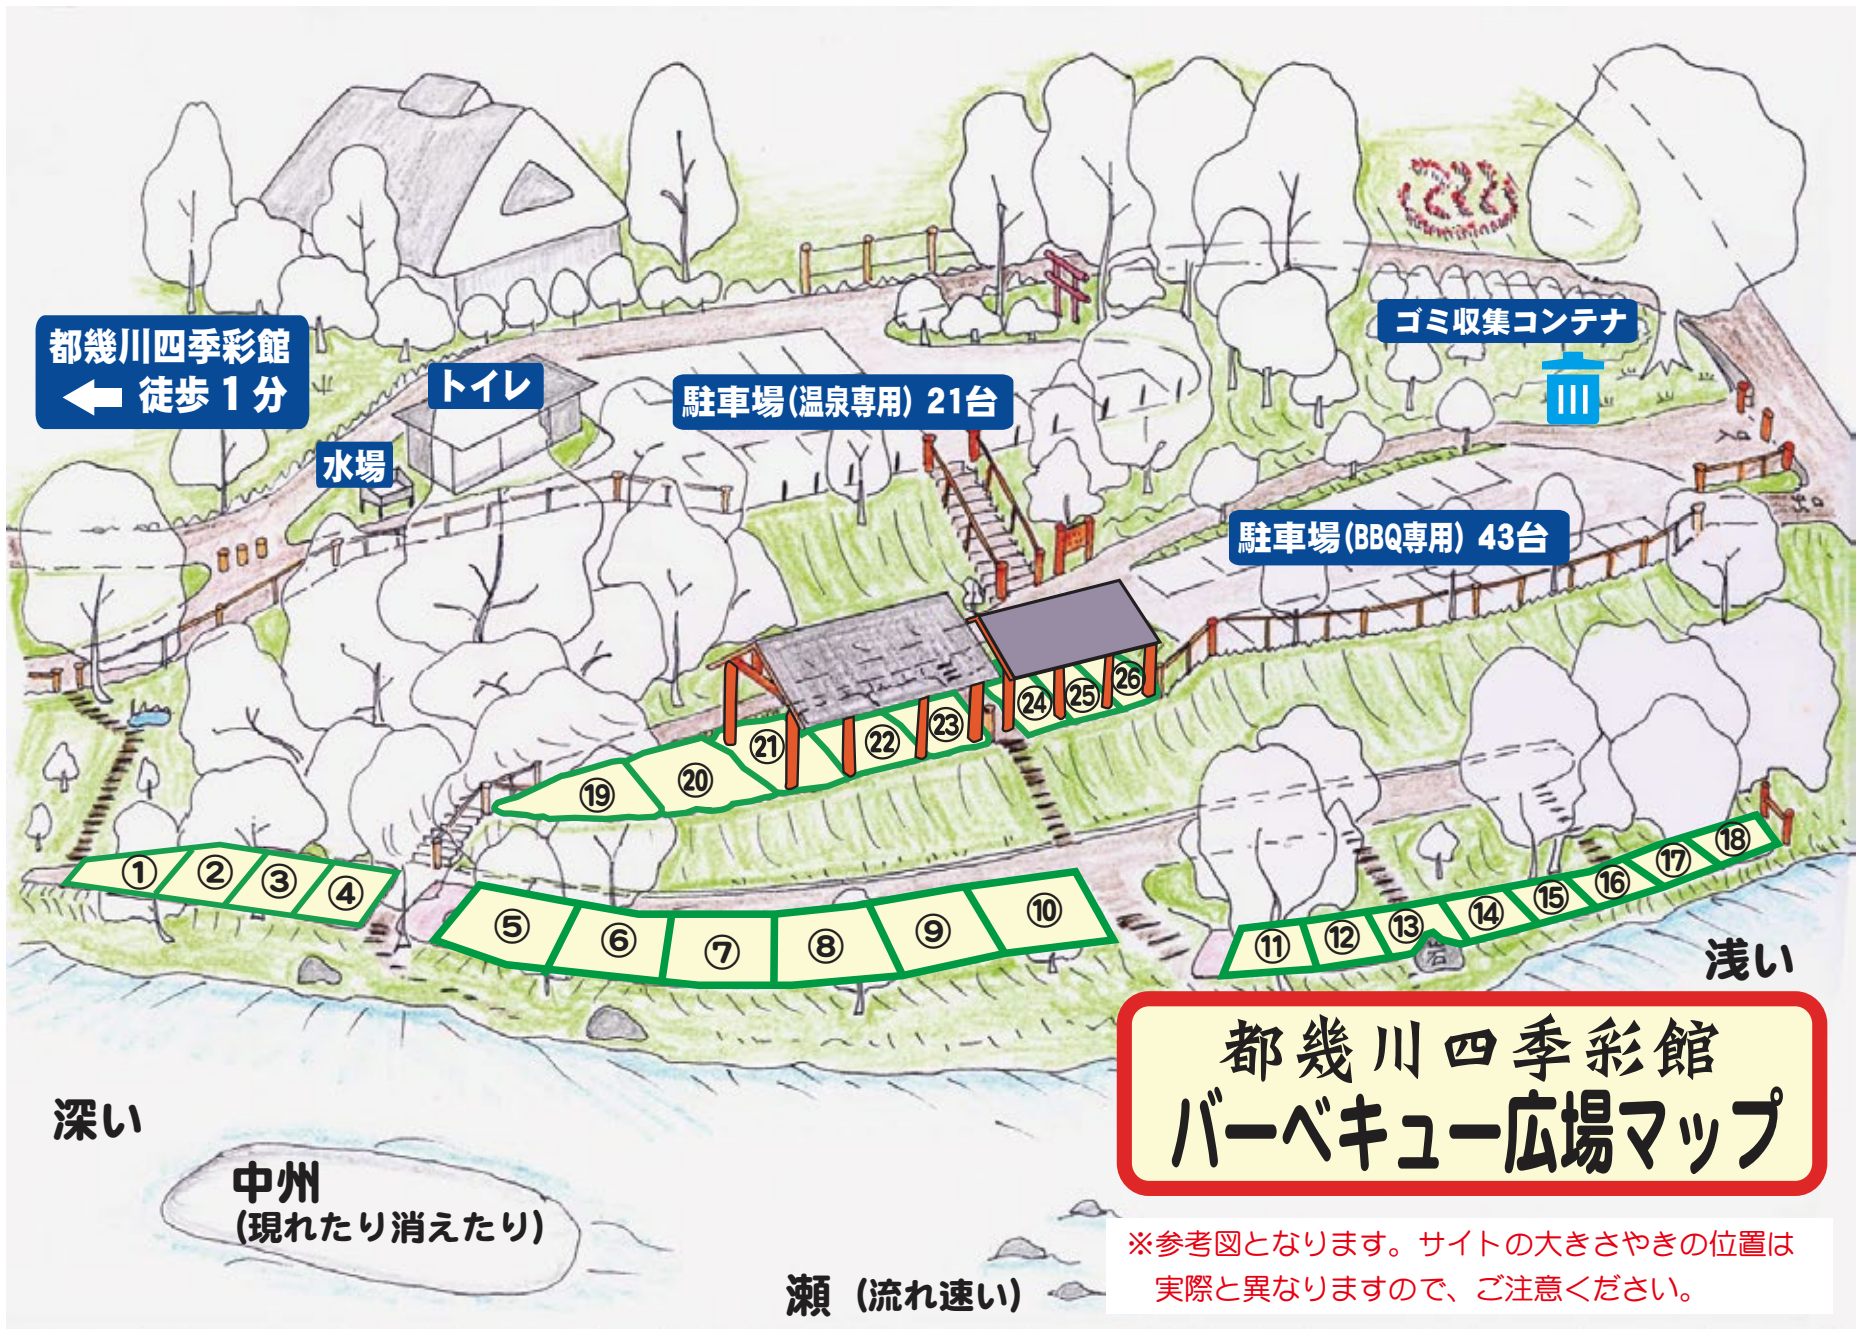 都幾川四季彩館
← 徒歩 1 分
トイレ
水場
駐車場(温泉専用) 21台
ゴミ収集コンテナ
駐車場(BBQ専用) 43台
①
②
③
④
⑤
⑥
⑦
⑧
⑨
⑩
⑪
⑫
⑬
⑭
⑮
⑯
⑰
⑱
⑲
⑳
㉑
㉒
㉓
㉔
㉕
㉖
岩
浅い
深い
中州
(現れたり消えたり)
瀬 (流れ速い)
都幾川四季彩館
バーベキュー広場マップ
※参考図となります。サイトの大きさやきの位置は
実際と異なりますので、ご注意ください。